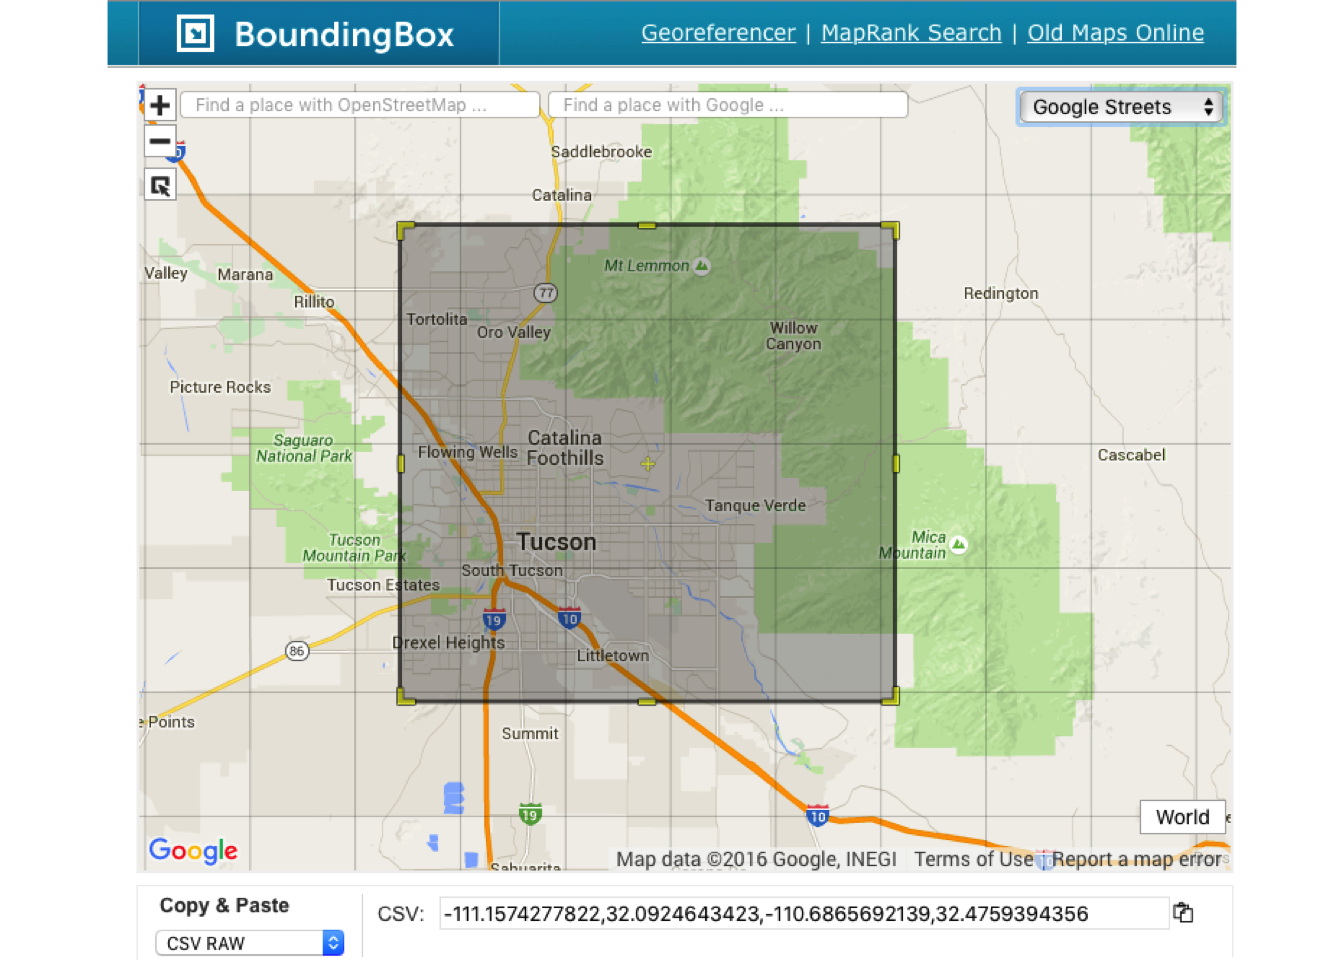 BoundingBox
Georeferencer | MapRank Search | Old Maps Online
+
Find a place with OpenStreetMap ...
Find a place with Google ...
Google Streets
Saddlebrooke
Catalina
Valley
Marana
Mt Lemmon
Rillito
77
Redington
Tortolita
Oro Valley
Willow
Canyon
Picture Rocks
Saguaro
National Park
Flowing Wells
Catalina
Foothills
Cascabel
Tanque Verde
Tucson
Mountain Park
Tucson
Mica
Mountain
South Tucson
Tucson Estates
19
10
Drexel Heights
86
Littletown
e Points
Summit
19
10
World
Google
Sahuarita
Map data ©2016 Google, INEGI
Terms of Use
Report a map error
10
Copy & Paste
CSV RAW
CSV:
-111.1574277822,32.0924643423,-110.6865692139,32.4759394356